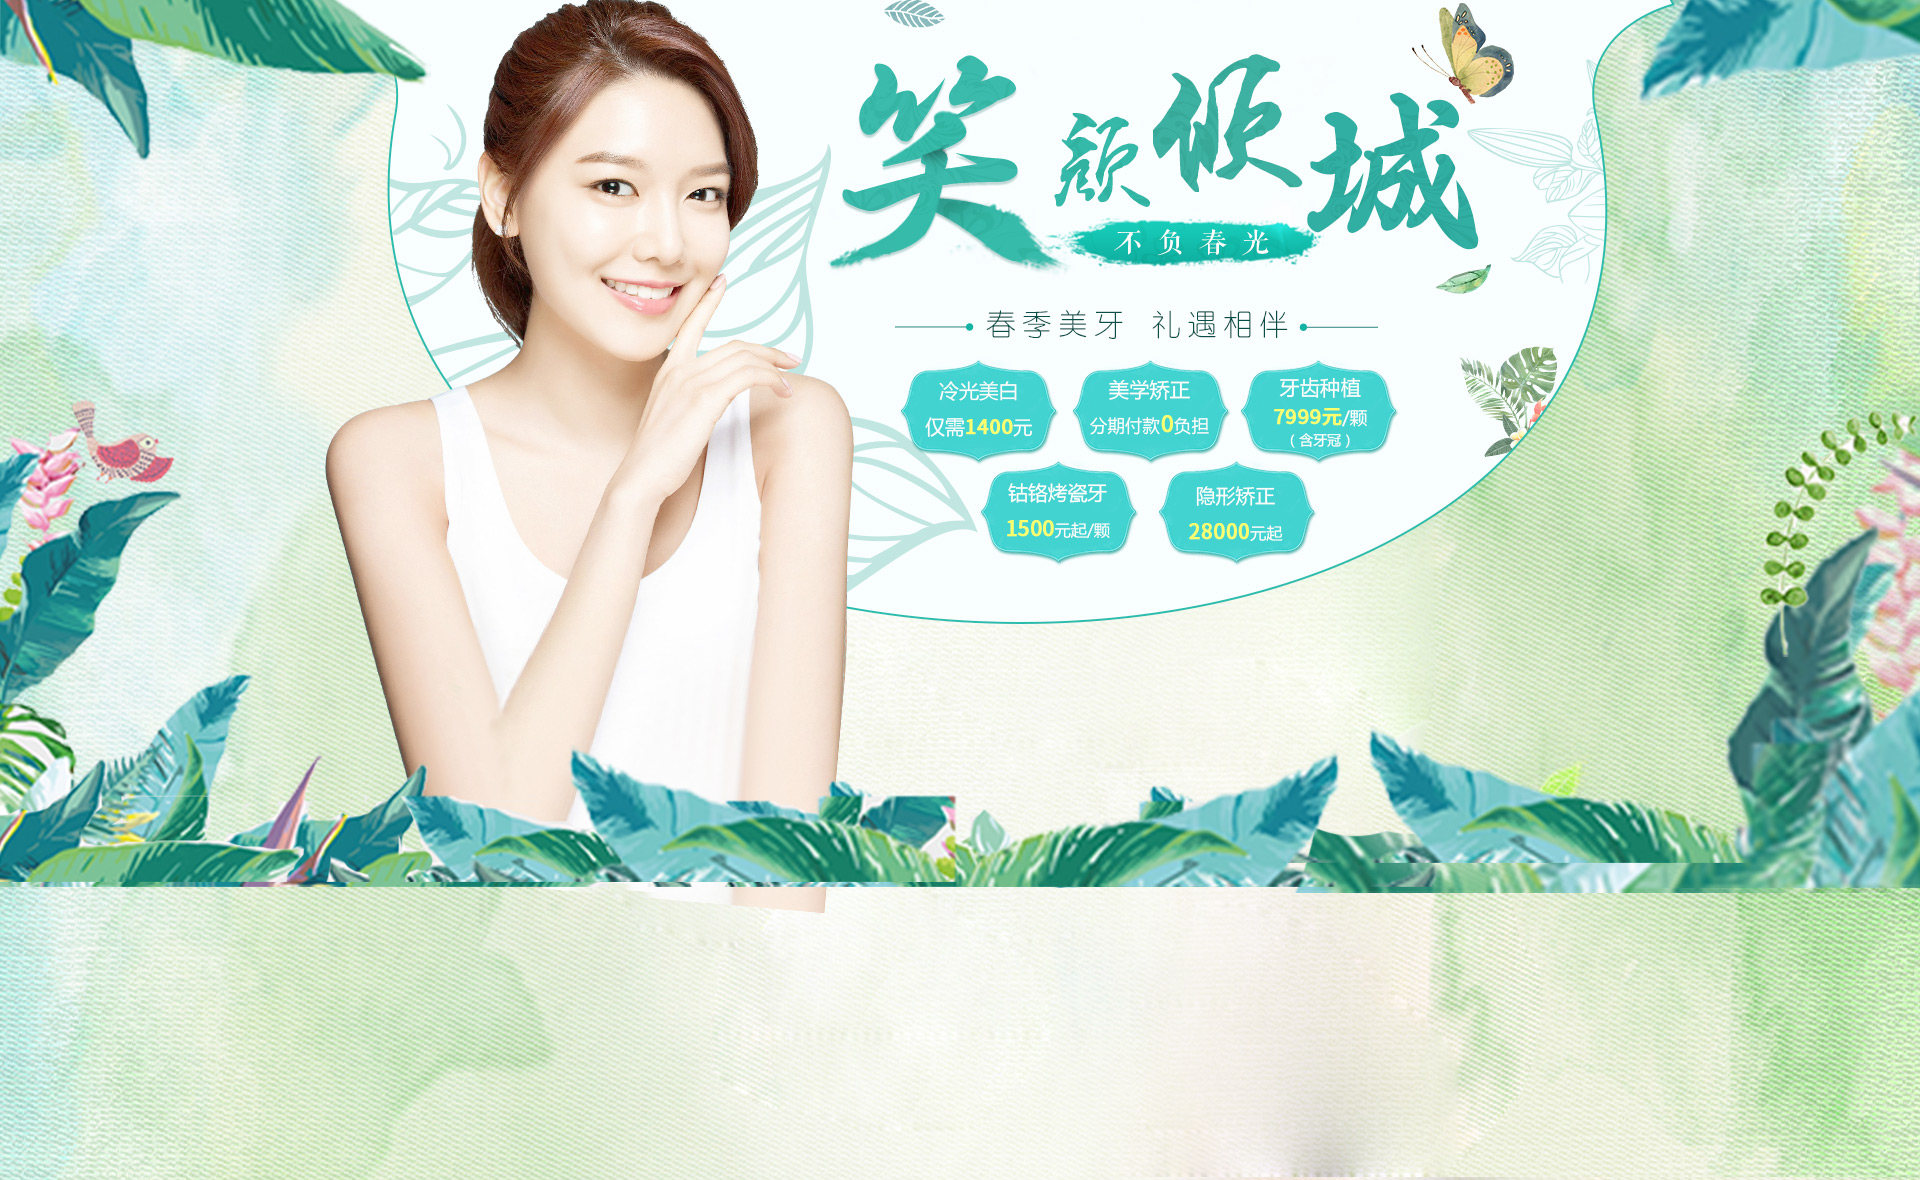 笑颜倾城
不负春光
春季美牙 礼遇相伴
冷光美白
仅需1400元
美学矫正
分期付款0负担
牙齿种植
7999元/颗
（含牙冠）
钴铬烤瓷牙
1500元起/颗
隐形矫正
28000元起